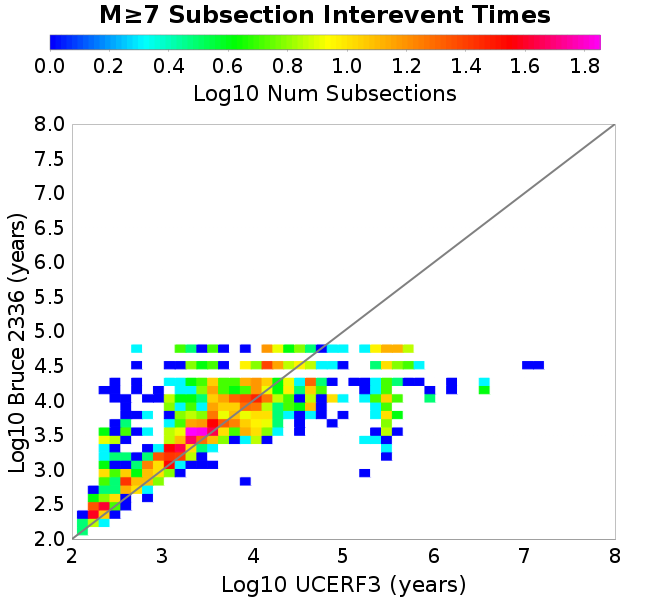 M≥7 Subsection Interevent Times
0.0 0.2 0.4 0.6 0.8 1.0 1.2 1.4 1.6 1.8
Log10 Num Subsections
8.0
7.5
7.0
6.5
6.0
5.5
5.0
4.5
4.0
3.5
3.0
2.5
2.0
Log10 Bruce 2336 (years)
2 3 4 5 6 7 8
Log10 UCERF3 (years)